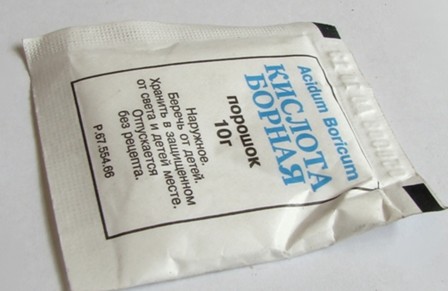 Acidum Boricum
КИСЛОТА
БОРНАЯ
порошок
10г
Наружное.
Беречь от детей.
Хранить в защищенном
от света и детей месте.
Отпускается
без рецепта.
Р.67.554.66